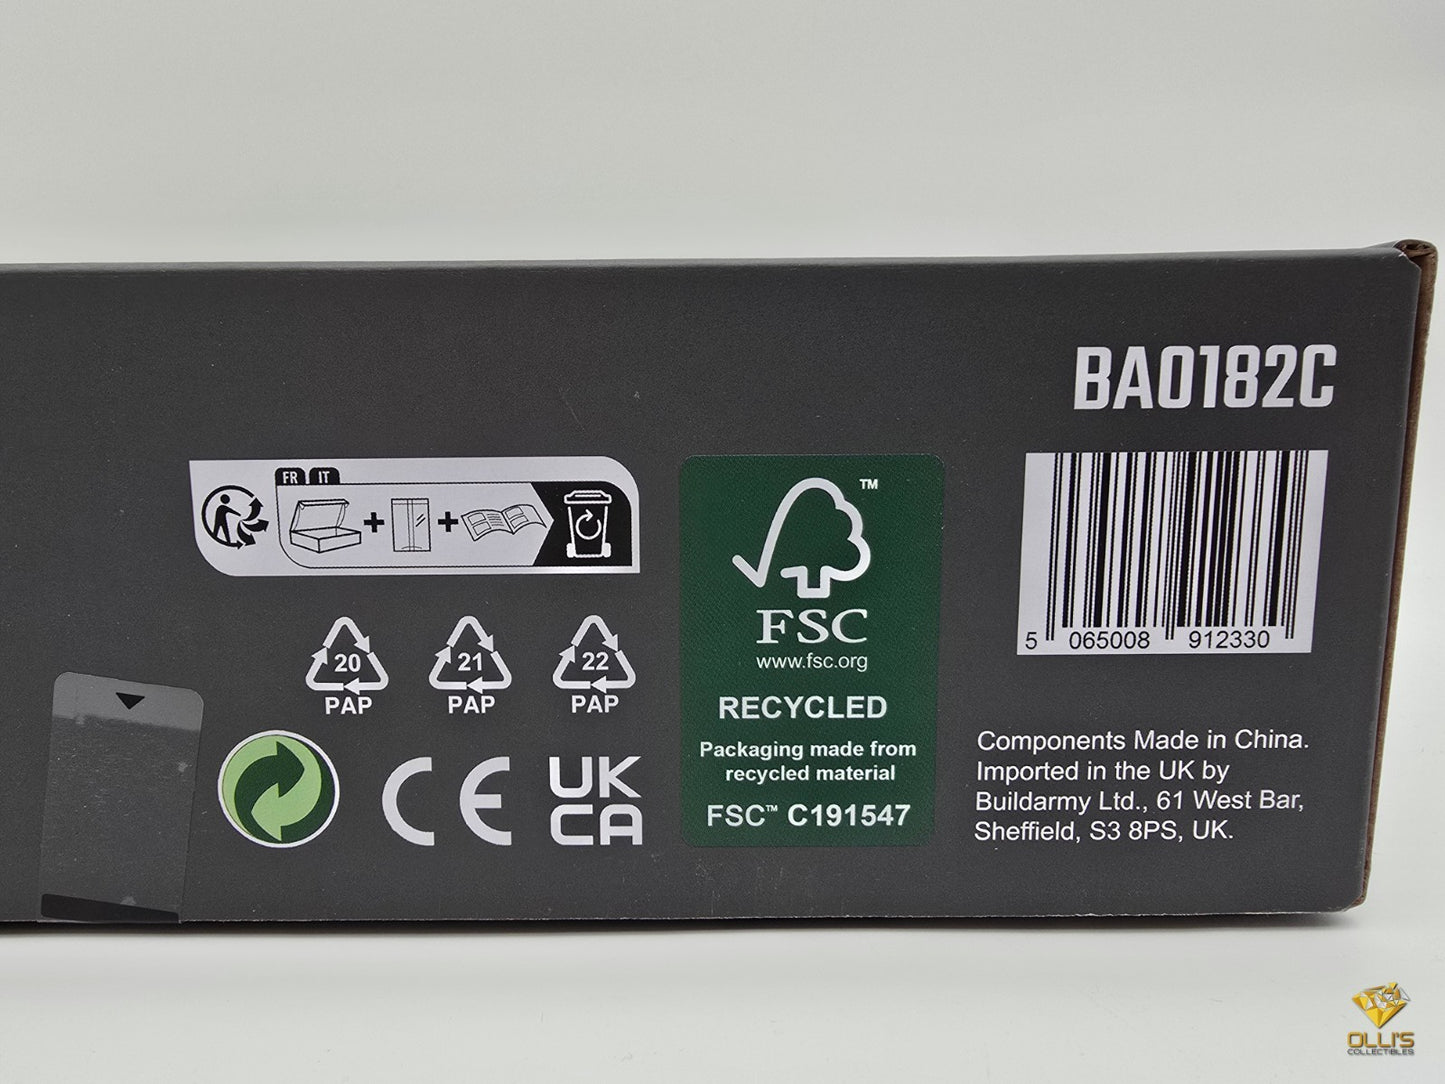 BA0182C
FR IT
20
PAP
21
PAP
22
PAP
CE
UK
CA
™
FSC
www.fsc.org
RECYCLED
Packaging made from
recycled material
FSC™ C191547
5 065008 912330
Components Made in China.
Imported in the UK by
Buildarmy Ltd., 61 West Bar,
Sheffield, S3 8PS, UK.
OLLI'S
COLLECTIBLES